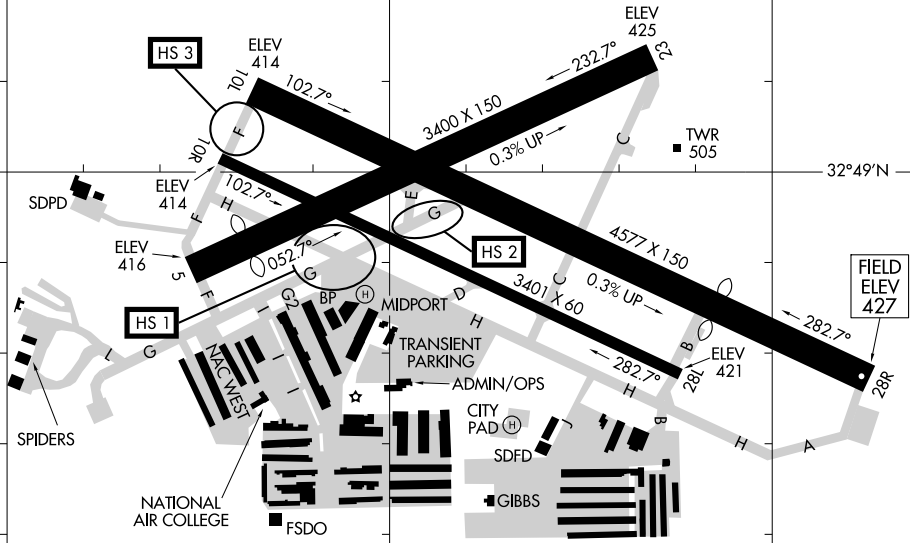 ELEV
425
23
HS 3
ELEV
414
10L
102.7°
232.7°
3400 X 150
0.3% UP
C
TWR
505
F
10R
32°49'N
SDPD
ELEV
414
102.7°
H
E
G
F
HS 2
4577 X 150
ELEV
416
5
052.7°
G
C
0.3% UP
3401 X 60
FIELD
ELEV
427
F
G2
BP
H
D
MIDPORT
H
282.7°
HS 1
I
B
L
G
NAC WEST
I
TRANSIENT
PARKING
282.7°
ELEV
421
28L
28R
I
ADMIN/OPS
H
CITY
PAD
H
J
B
H
A
SPIDERS
SDFD
NATIONAL
AIR COLLEGE
GIBBS
FSDO